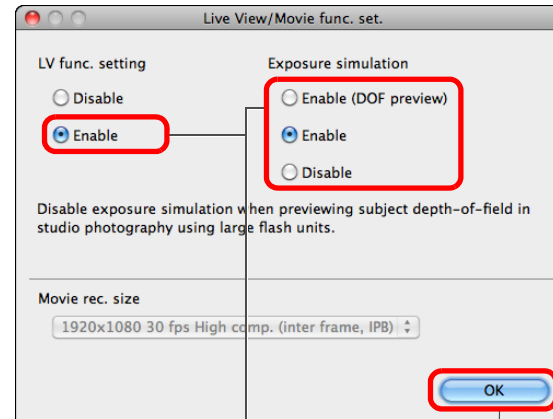 Live View/Movie func. set.
LV func. setting
Disable
Enable
Exposure simulation
Enable (DOF preview)
Enable
Disable
Disable exposure simulation when previewing subject depth-of-field in
studio photography using large flash units.
Movie rec. size
1920x1080 30 fps High comp. (inter frame, IPB)
OK